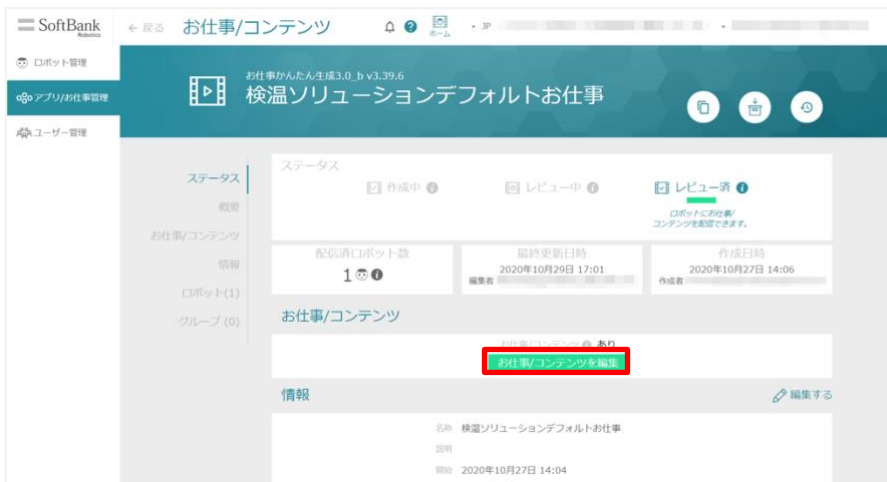 SoftBank
Robotics
← 戻る
お仕事/コンテンツ
ホーム
- JP
-
ロボット管理
アプリ/お仕事管理
ユーザー管理
お仕事かんたん生成3.0_b v3.39.6
検温ソリューションデフォルトお仕事
ステータス
概要
お仕事/コンテンツ
情報
ロボット(1)
グループ (0)
ステータス
作成中
レビュー中
レビュー済
ロボットにお仕事/
コンテンツを配信できます。
配信済ロボット数
1
最終更新日時
2020年10月29日 17:01
編集者
作成日時
2020年10月27日 14:06
作成者
お仕事/コンテンツ
お仕事/コンテンツ あり
お仕事/コンテンツを編集
情報
編集する
名称 検温ソリューションデフォルトお仕事
説明
開始 2020年10月27日 14:04